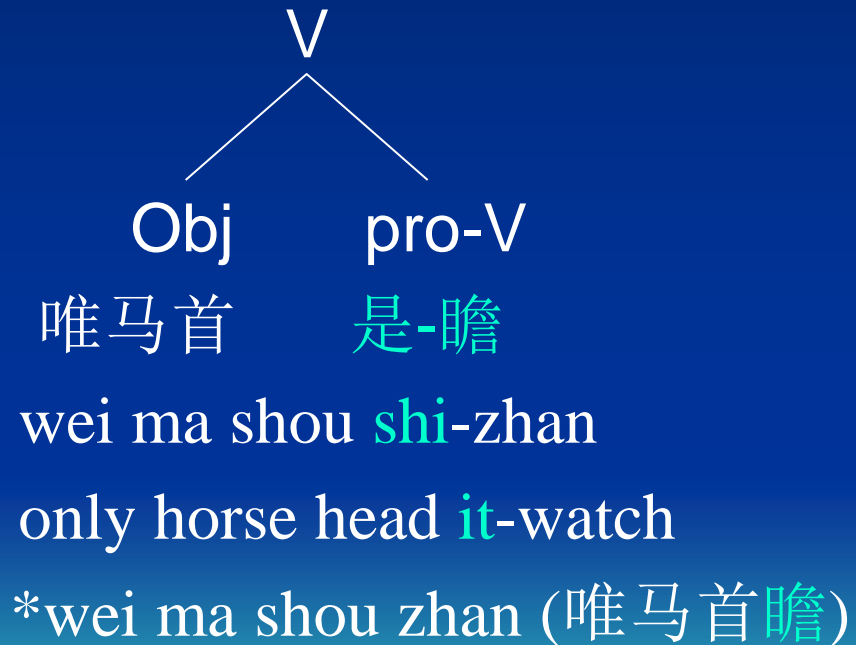 V
Obj pro-V
唯马首 是-瞻
wei ma shou shi-zhan
only horse head it-watch
*wei ma shou zhan (唯马首瞻)